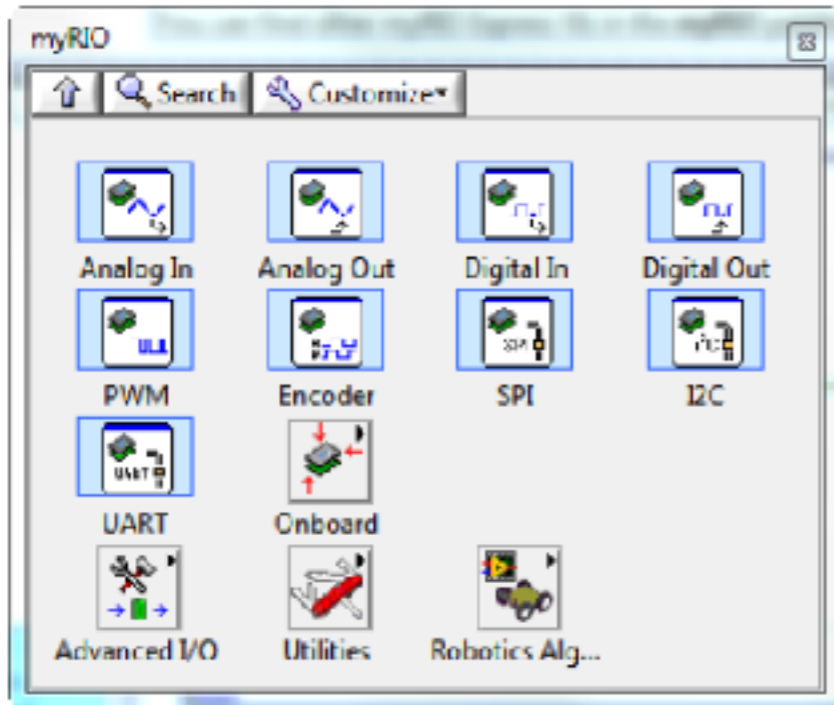 myRIO
Search Customize
Analog In Analog Out Digital In Digital Out
PWM Encoder SPI I2C
UART
UART Onboard
Advanced I/O Utilities Robotics Alg...